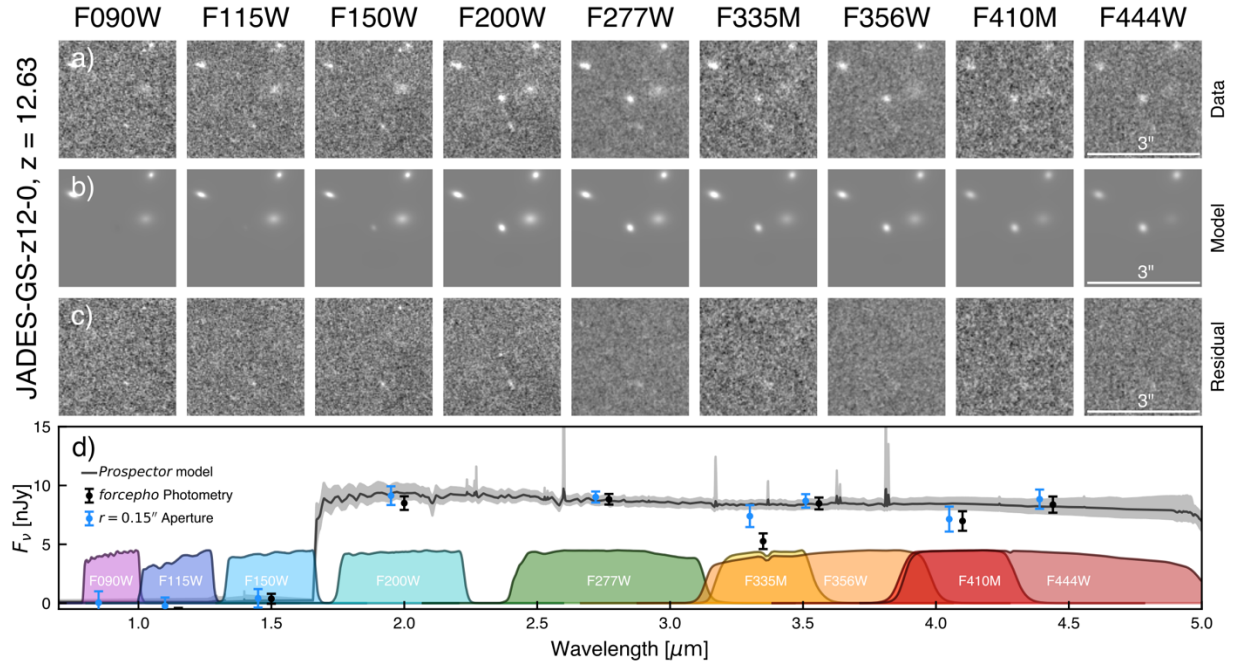 F090W F115W F150W F200W F277W F335M F356W F410M F444W
JADES-GS-z12-0, z = 12.63
a)
Data
3"
b)
Model
3"
c)
Residual
3"
d)
Prospector model
forcepho Photometry
r = 0.15″ Aperture
F090W F115W F150W F200W F277W F335M F356W F410M F444W
15
10
5
0
Fν [nJy]
1.0 1.5 2.0 2.5 3.0 3.5 4.0 4.5 5.0
Wavelength [μm]